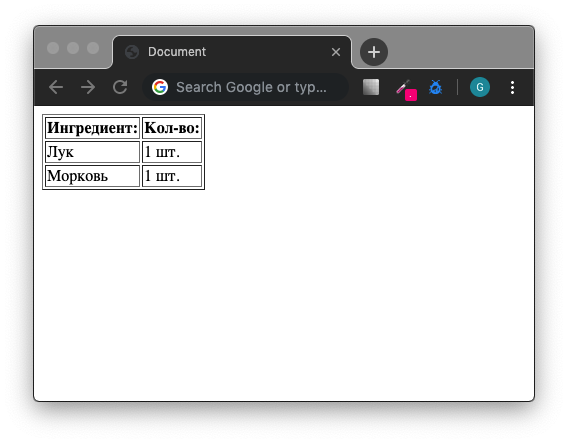 Document
Search Google or typ...
G
Ингредиент: Кол-во:
Лук 1 шт.
Морковь 1 шт.